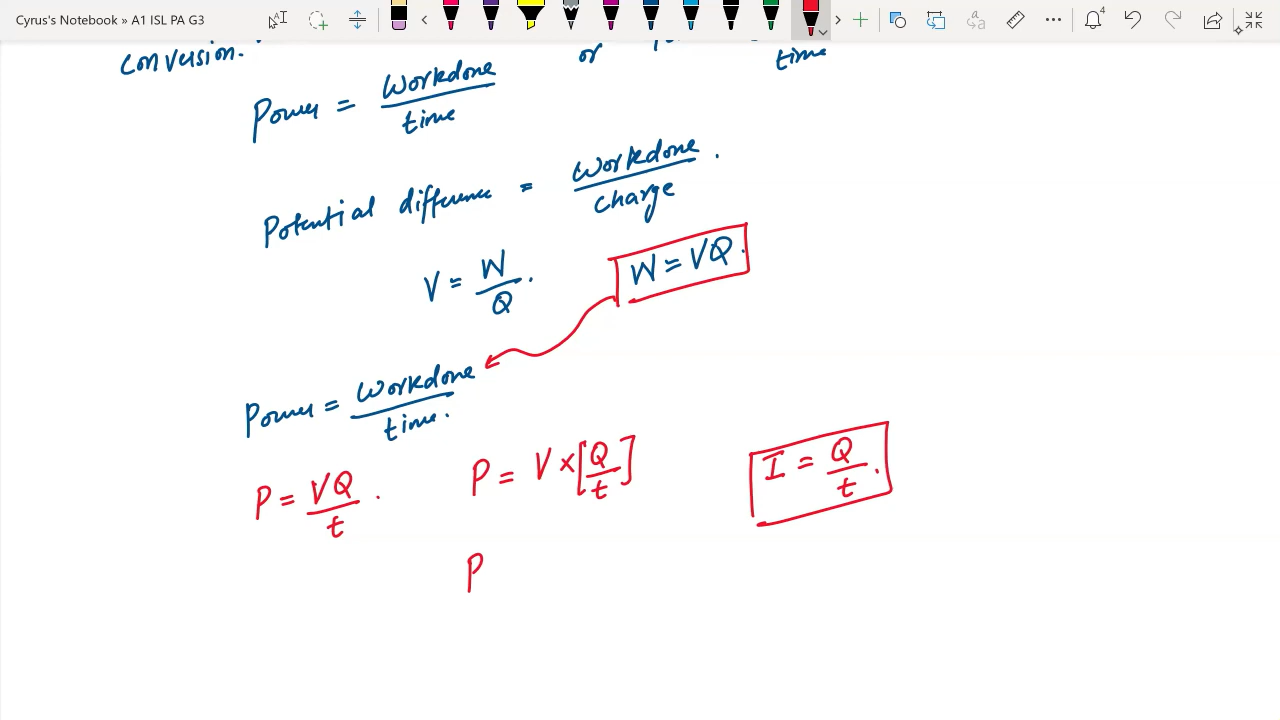 Cyrus's Notebook » A1 ISL PA G3
4
conversion.
or
time
Power = Workdone / time
Potential difference = Workdone / charge .
V = W / Q .
W = VQ.
Power = Workdone / time.
P = VQ / t .
P = V × [Q / t]
I = Q / t .
P